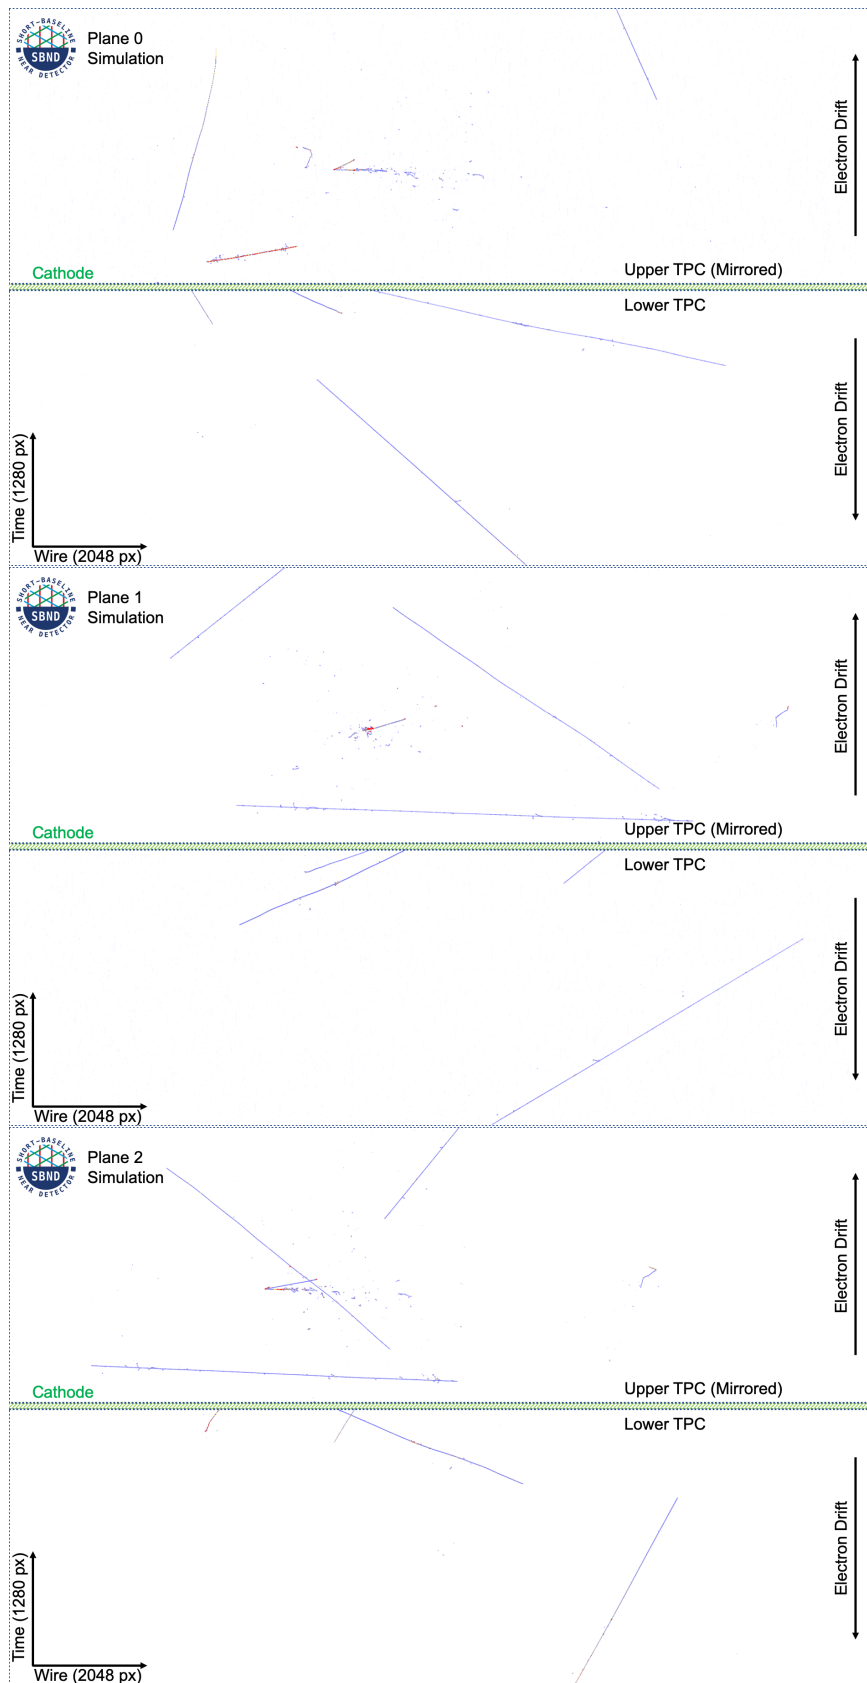 SHORT-BASELINE
SBND
NEAR DETECTOR
Plane 0
Simulation
Electron Drift
Cathode
Upper TPC (Mirrored)
Lower TPC
Electron Drift
Time (1280 px)
Wire (2048 px)
SHORT-BASELINE
SBND
NEAR DETECTOR
Plane 1
Simulation
Electron Drift
Cathode
Upper TPC (Mirrored)
Lower TPC
Electron Drift
Time (1280 px)
Wire (2048 px)
SHORT-BASELINE
SBND
NEAR DETECTOR
Plane 2
Simulation
Electron Drift
Cathode
Upper TPC (Mirrored)
Lower TPC
Electron Drift
Time (1280 px)
Wire (2048 px)